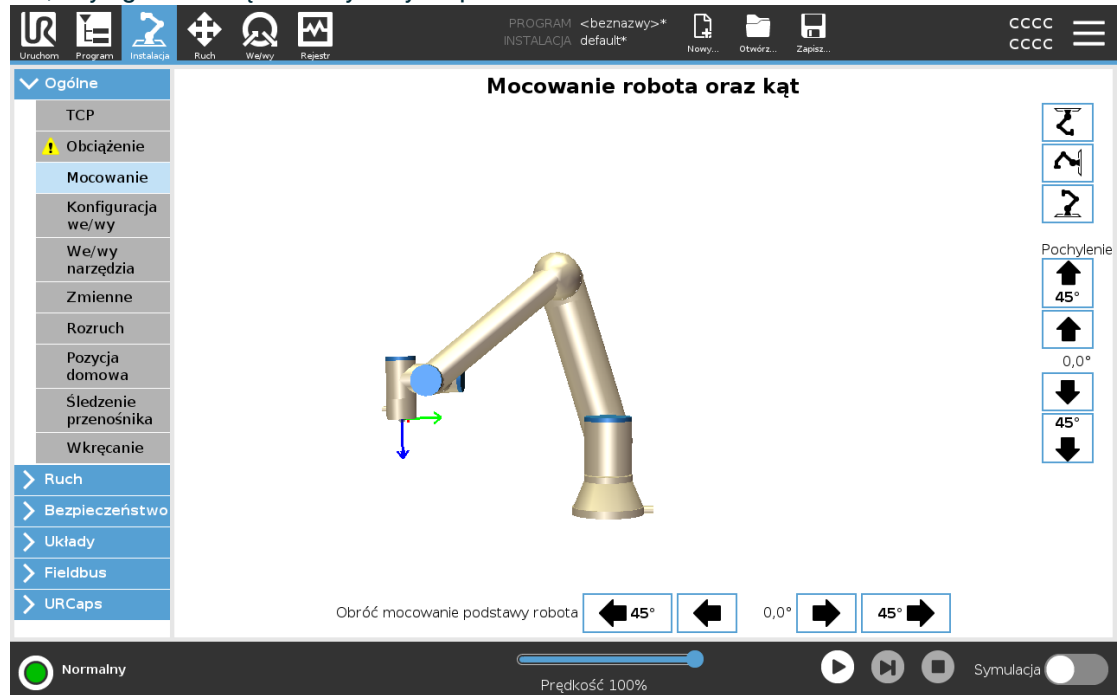 PROGRAM <beznazwy>*
INSTALACJA default*
CCCC
CCCC
Uruchom Program Instalacja Ruch We/wy Rejestr
Nowy... Otwórz... Zapisz...
Ogólne
Mocowanie robota oraz kąt
TCP
Obciążenie
Mocowanie
Konfiguracja
we/wy
We/wy
narzędzia
Zmienne
Rozruch
Pozycja
domowa
Śledzenie
przenośnika
Wkręcanie
Ruch
Bezpieczeństwo
Układy
Fieldbus
URCaps
Pochylenie
45°
0,0°
45°
Obróć mocowanie podstawy robota 45° 0,0° 45°
Normalny
Prędkość 100%
Symulacja